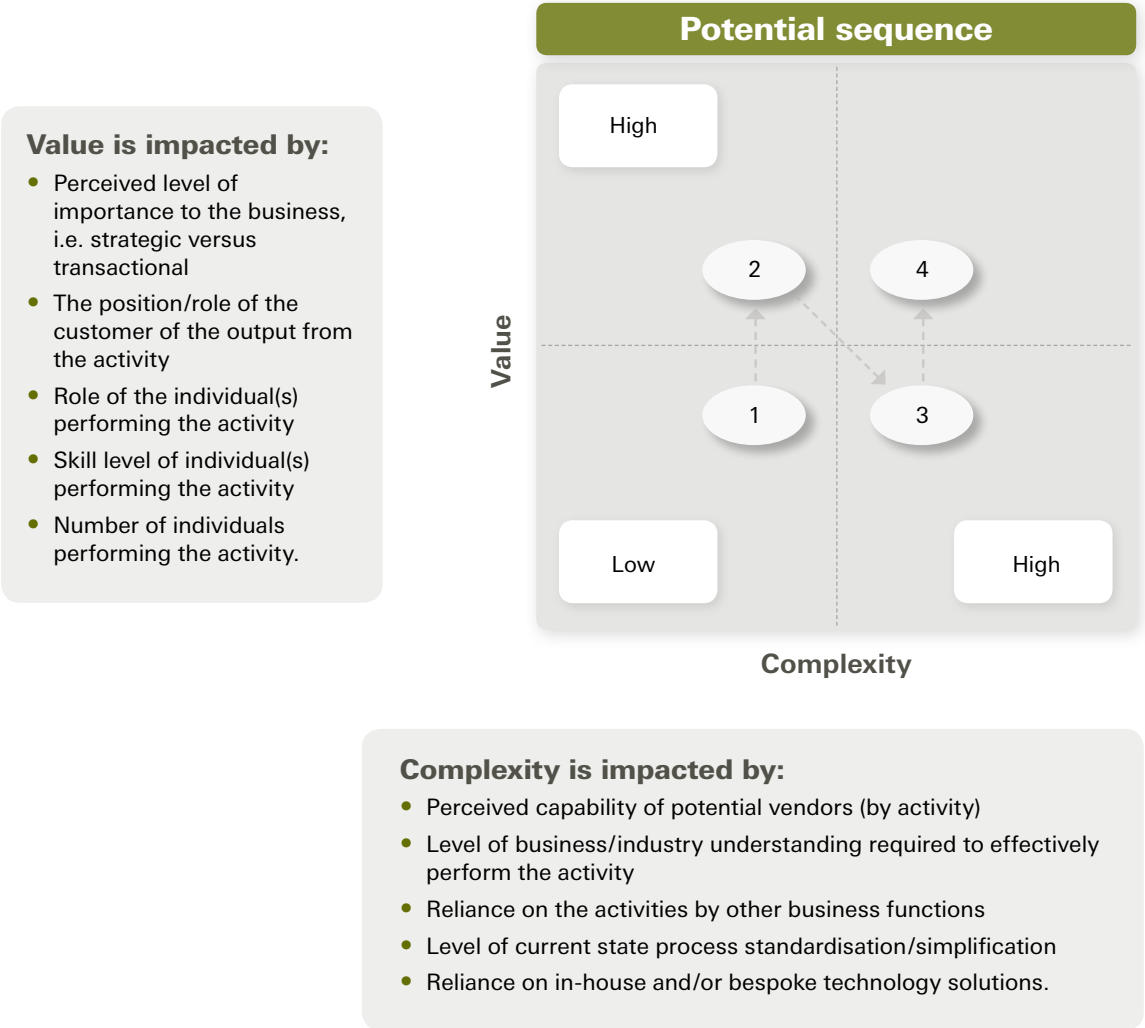 Potential sequence
High
Value is impacted by:
• Perceived level of
importance to the business,
i.e. strategic versus
transactional
• The position/role of the
customer of the output from
the activity
• Role of the individual(s)
performing the activity
• Skill level of individual(s)
performing the activity
• Number of individuals
performing the activity.
Value
2
4
1
3
Low
High
Complexity
Complexity is impacted by:
• Perceived capability of potential vendors (by activity)
• Level of business/industry understanding required to effectively
perform the activity
• Reliance on the activities by other business functions
• Level of current state process standardisation/simplification
• Reliance on in-house and/or bespoke technology solutions.